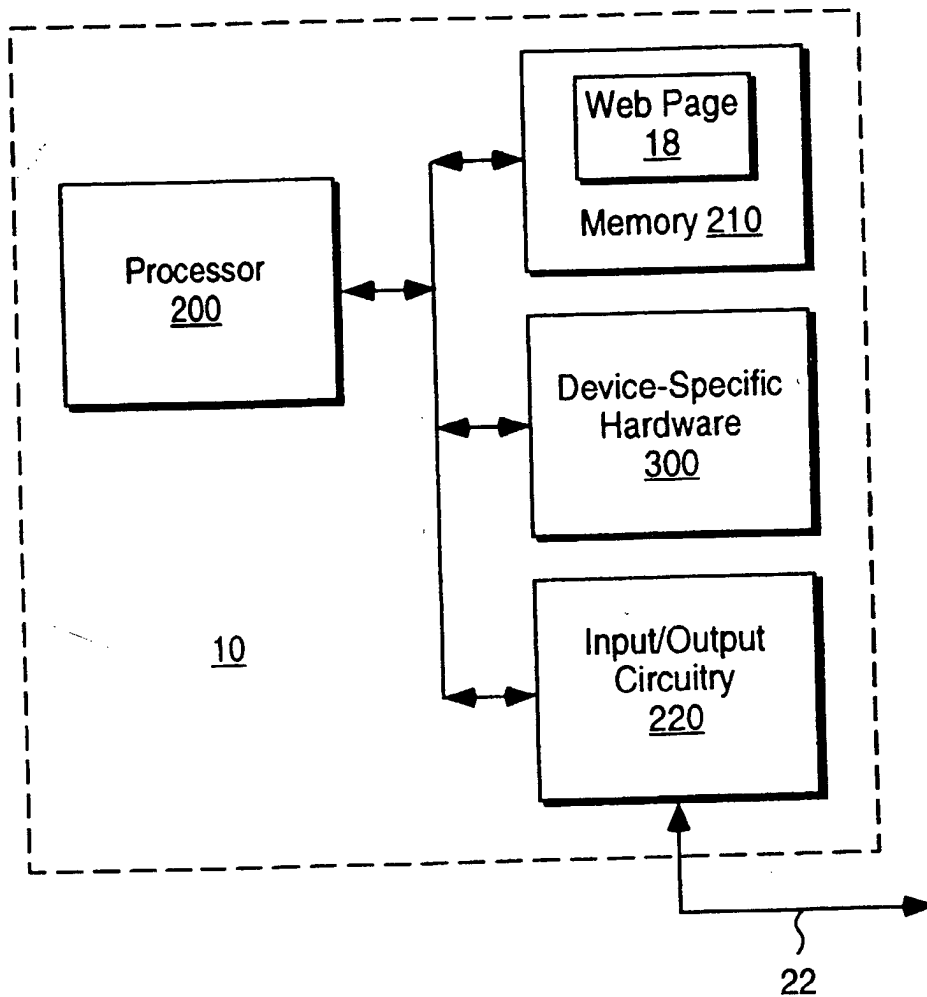 Web Page
18
Memory 210
Processor
200
Device-Specific
Hardware
300
10
Input/Output
Circuitry
220
22